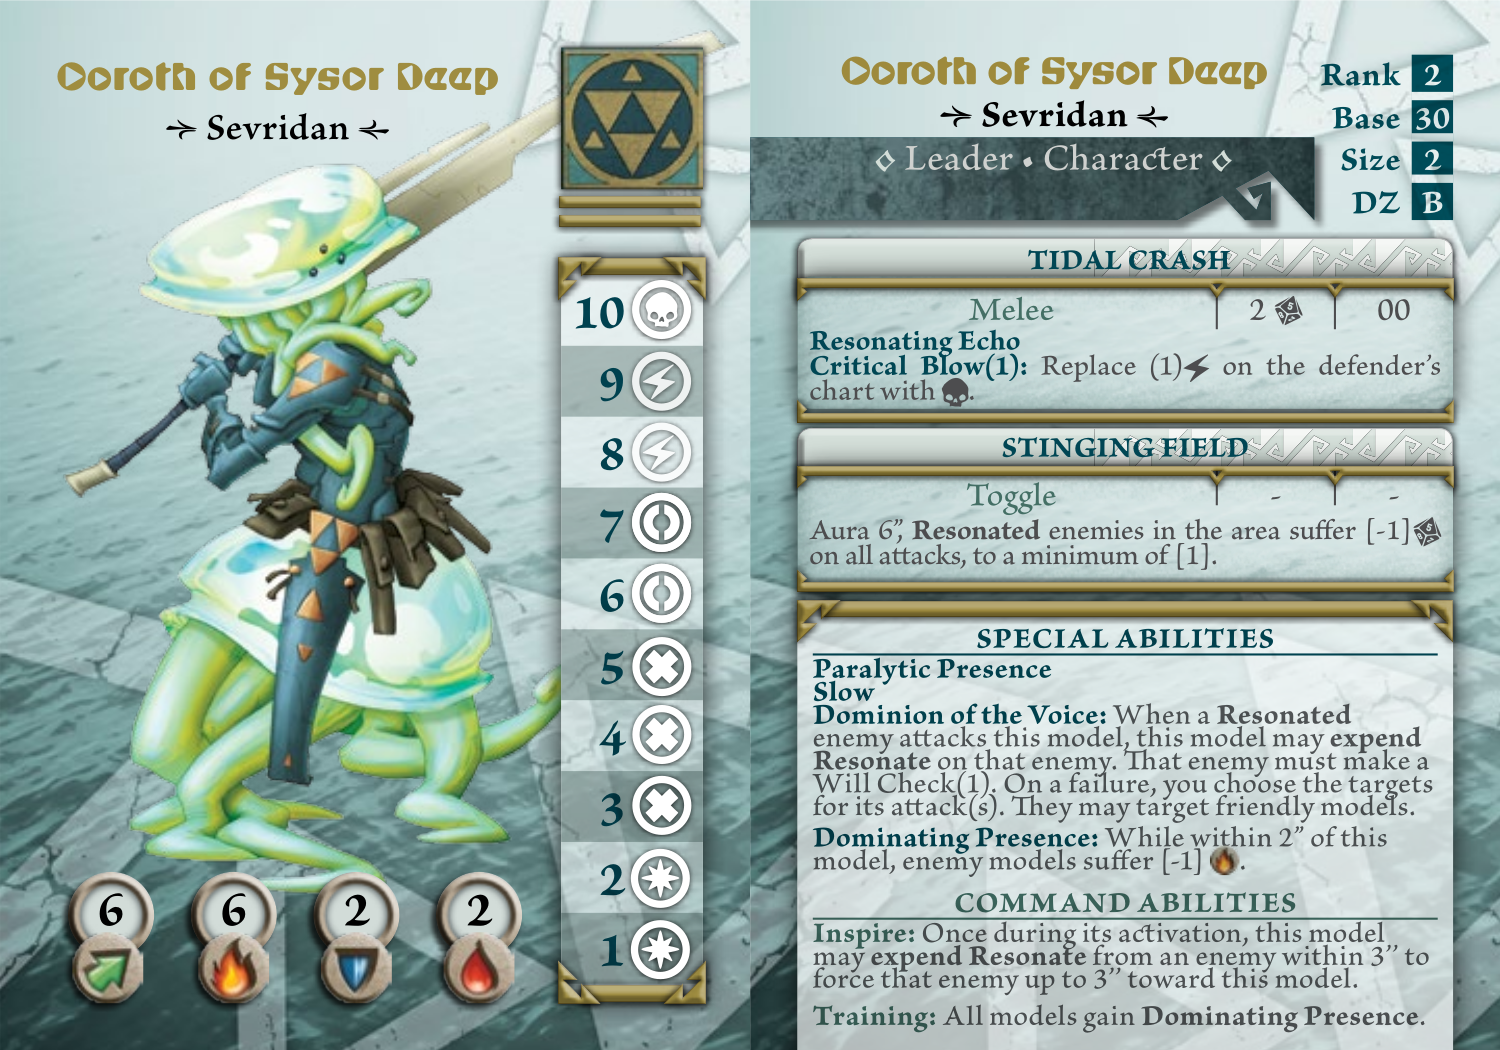 Ooroth of Sysor Deep
Sevridan
10
9
8
7
6
5
4
3
2
1
6
6
2
2
Ooroth of Sysor Deep
Sevridan
Leader • Character
Rank 2
Base 30
Size 2
DZ B
TIDAL CRASH
Melee 2 00
Resonating Echo
Critical Blow(1): Replace (1) on the defender's
chart with .
STINGING FIELD
Toggle - -
Aura 6", Resonated enemies in the area suffer [-1]
on all attacks, to a minimum of [1].
SPECIAL ABILITIES
Paralytic Presence
Slow
Dominion of the Voice: When a Resonated
enemy attacks this model, this model may expend
Resonate on that enemy. That enemy must make a
Will Check(1). On a failure, you choose the targets
for its attack(s). They may target friendly models.
Dominating Presence: While within 2" of this
model, enemy models suffer [-1] .
COMMAND ABILITIES
Inspire: Once during its activation, this model
may expend Resonate from an enemy within 3'' to
force that enemy up to 3'' toward this model.
Training: All models gain Dominating Presence.